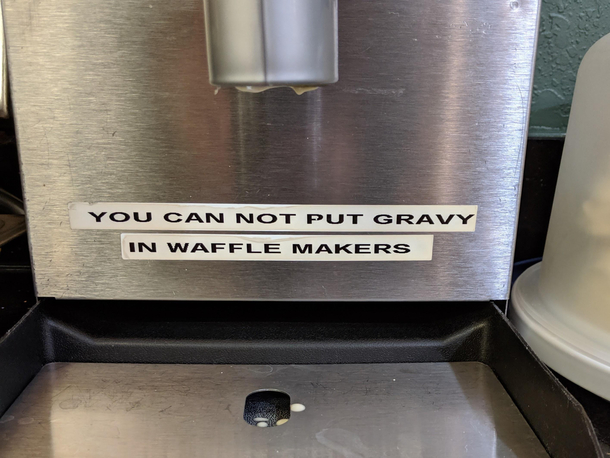 YOU CAN NOT PUT GRAVY
IN WAFFLE MAKERS